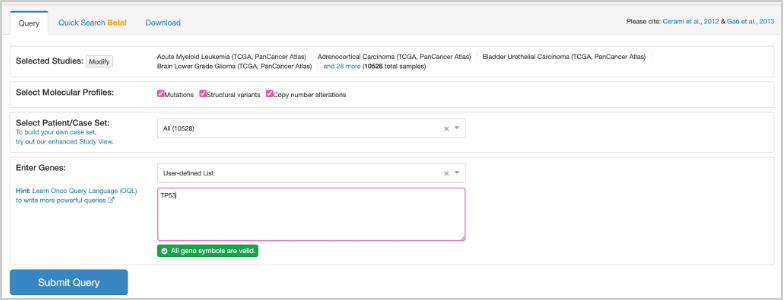 Query
Quick Search Beta!
Download
Please cite: Cerami et al., 2012 & Gao et al., 2013
Selected Studies: Modify
Acute Myeloid Leukemia (TCGA, PanCancer Atlas) Adrenocortical Carcinoma (TCGA, PanCancer Atlas) Bladder Urothelial Carcinoma (TCGA, PanCancer Atlas)
Brain Lower Grade Glioma (TCGA, PanCancer Atlas) and 28 more (10528 total samples)
Select Molecular Profiles:
Mutations Structural variants Copy number alterations
Select Patient/Case Set:
To build your own case set,
try out our enhanced Study View.
All (10528)
Enter Genes:
Hint: Learn Onco Query Language (OQL)
to write more powerful queries
User-defined List
TP53
All gene symbols are valid.
Submit Query